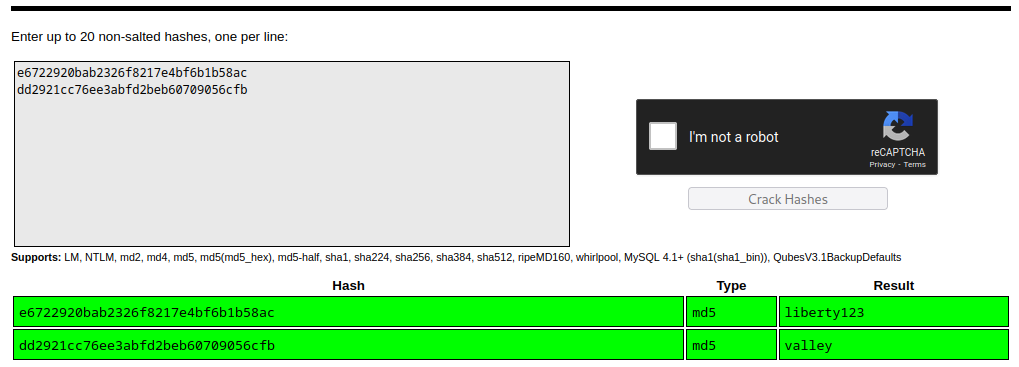 Enter up to 20 non-salted hashes, one per line:
e6722920bab2326f8217e4bf6b1b58ac
dd2921cc76ee3abfd2beb60709056cfb
I'm not a robot
reCAPTCHA
Privacy - Terms
Crack Hashes
Supports: LM, NTLM, md2, md4, md5, md5(md5_hex), md5-half, sha1, sha224, sha256, sha384, sha512, ripeMD160, whirlpool, MySQL 4.1+ (sha1(sha1_bin)), QubesV3.1BackupDefaults
Hash Type Result
e6722920bab2326f8217e4bf6b1b58ac md5 liberty123
dd2921cc76ee3abfd2beb60709056cfb md5 valley